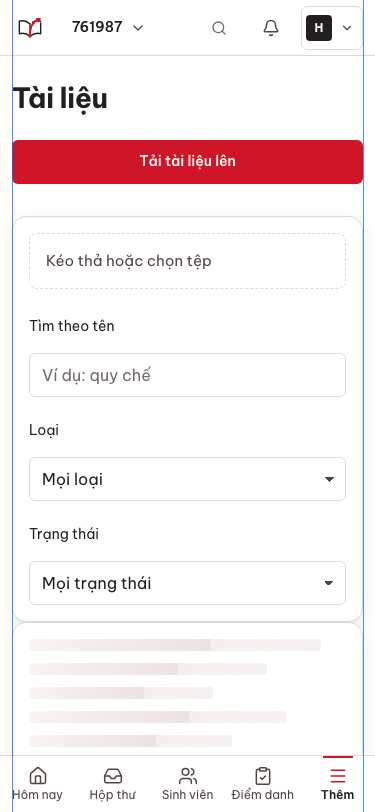 761987
H
Tài liệu
Tải tài liệu lên
Kéo thả hoặc chọn tệp
Tìm theo tên
Ví dụ: quy chế
Loại
Mọi loại
Trạng thái
Mọi trạng thái
Hôm nay
Hộp thư
Sinh viên
Điểm danh
Thêm